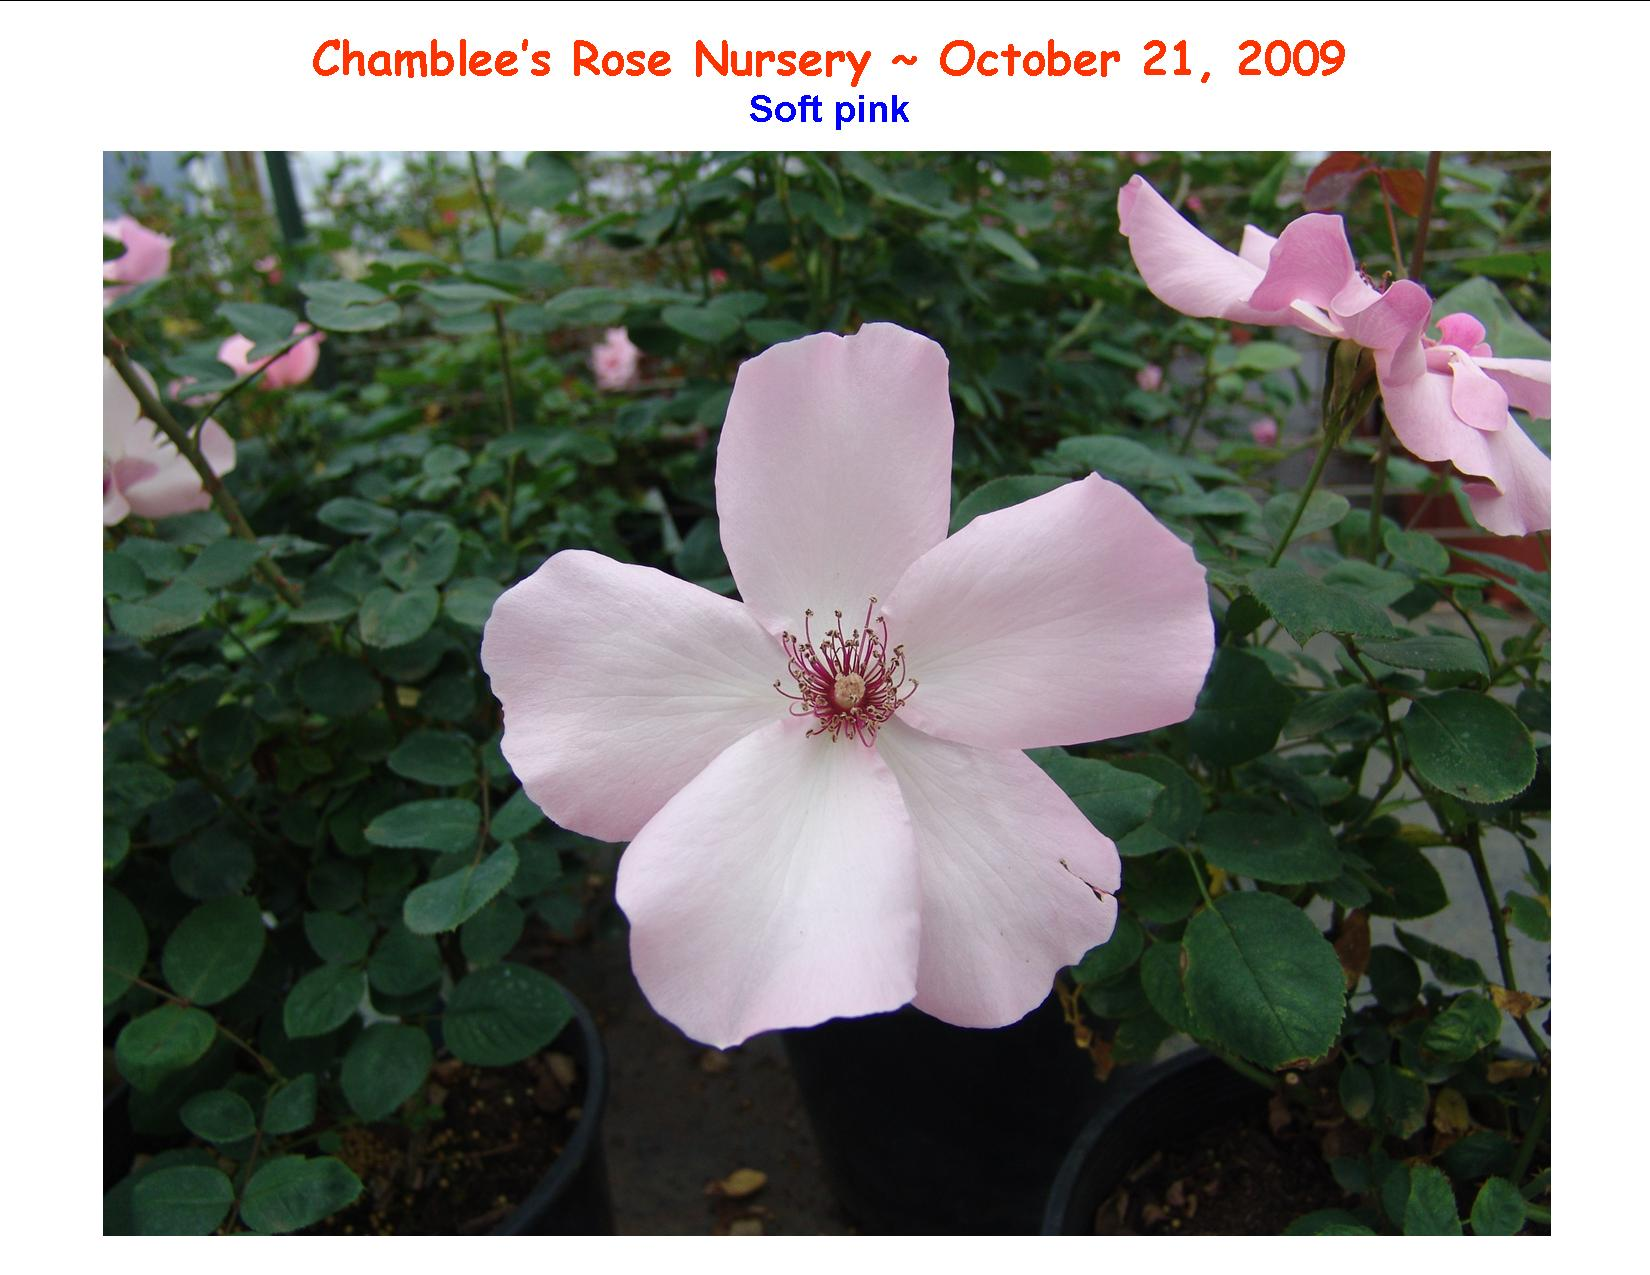 Chamblee's Rose Nursery ~ October 21, 2009
Soft pink